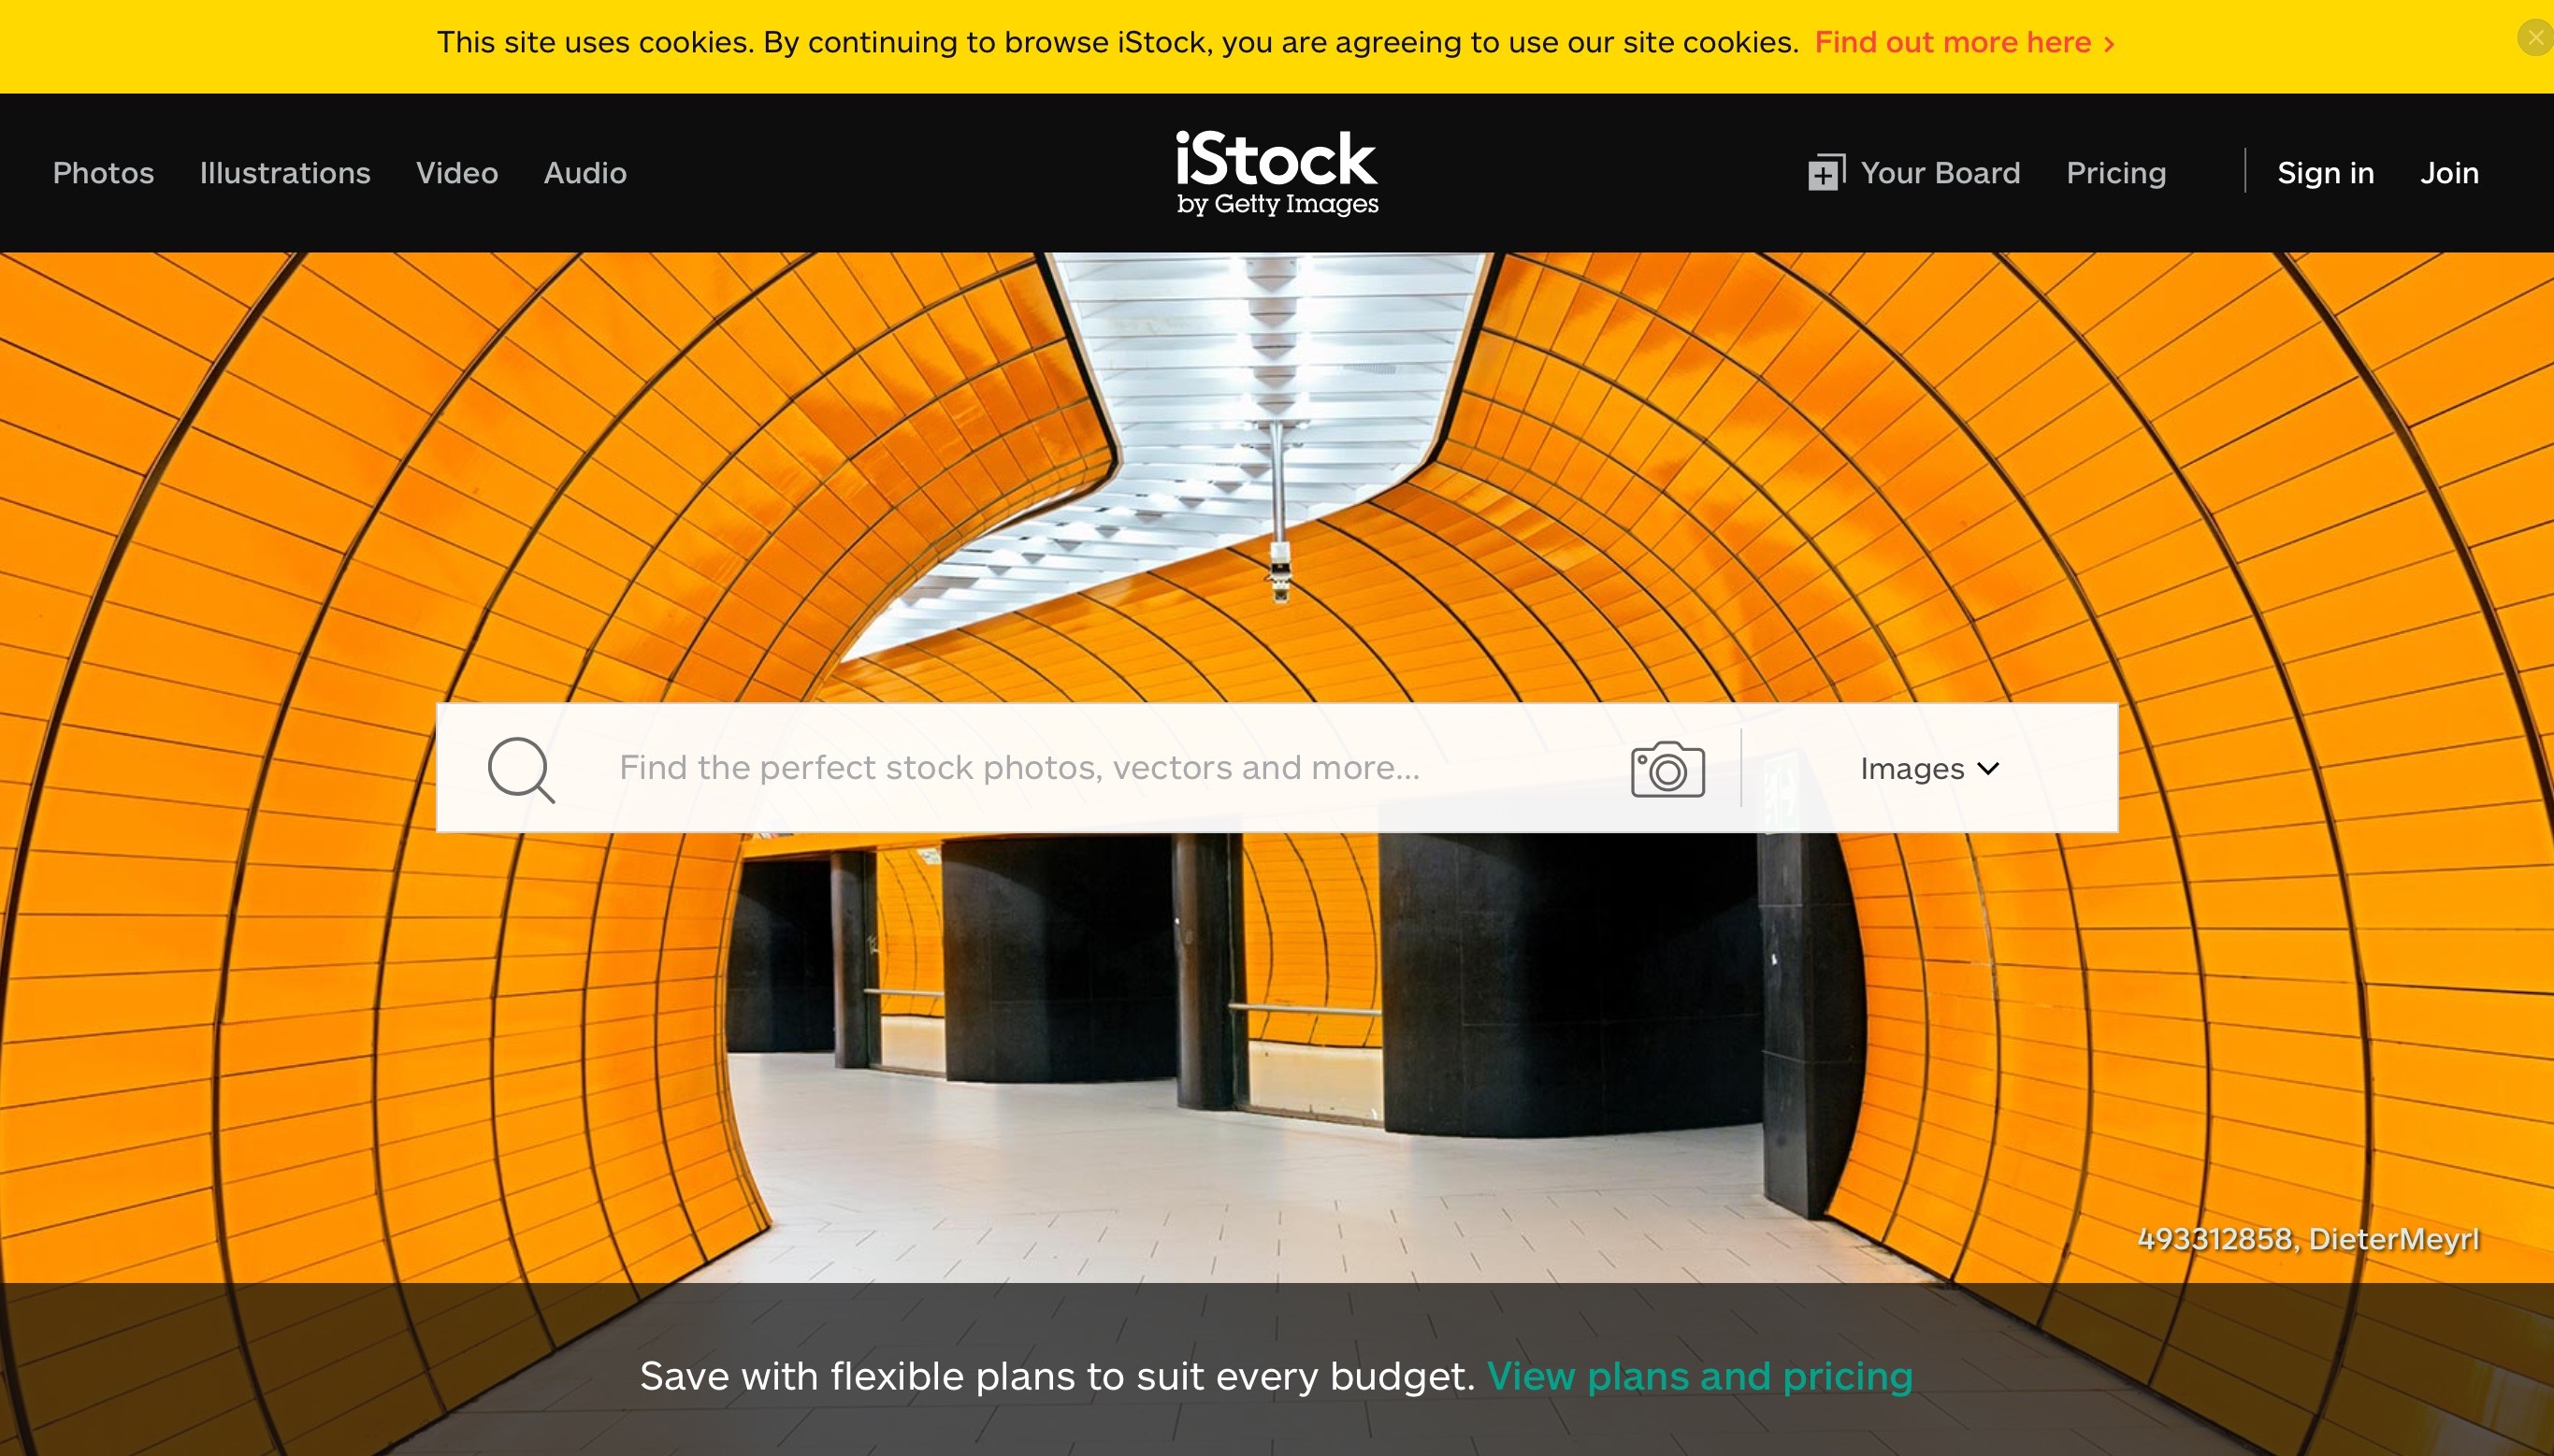 This site uses cookies. By continuing to browse iStock, you are agreeing to use our site cookies. Find out more here ›
Photos Illustrations Video Audio
iStock
by Getty Images
Your Board Pricing Sign in Join
Find the perfect stock photos, vectors and more...
Images
493312858, DieterMeyrl
Save with flexible plans to suit every budget. View plans and pricing